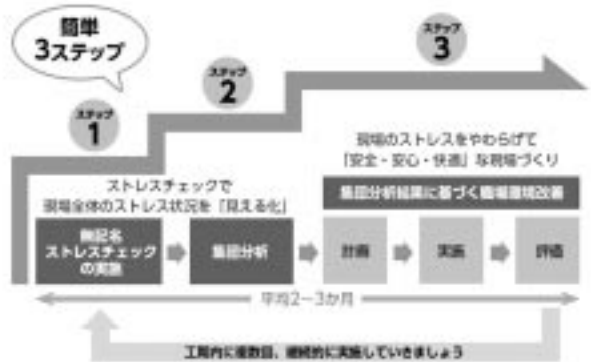 簡単
3ステップ
ステップ
1
ステップ
2
ステップ
3
ストレスチェックで
現場全体のストレス状況を「見える化」
現場のストレスをやわらげて
「安全・安心・快適」な現場づくり
集団分析結果に基づく職場環境改善
無記名
ストレスチェック
の実施
集団分析
計画
実施
評価
平均2~3か月
工期内に複数回、継続的に実施していきましょう